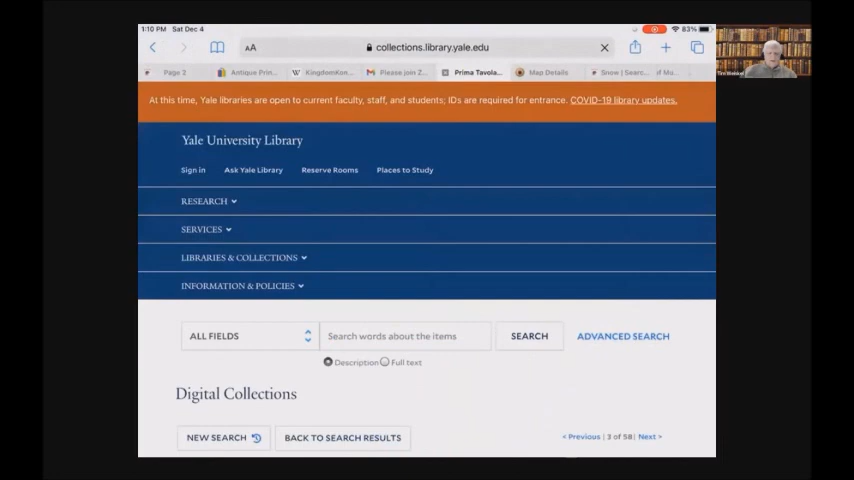 1:10 PM Sat Dec 4
83%
AA
collections.library.yale.edu
Page 2
Antique Prin...
KingdomKon...
Please join Z...
Prima Tavola...
Map Details
Snow | Searc...
At this time, Yale libraries are open to current faculty, staff, and students; IDs are required for entrance. COVID-19 library updates.
Yale University Library
Sign in Ask Yale Library Reserve Rooms Places to Study
RESEARCH
SERVICES
LIBRARIES & COLLECTIONS
INFORMATION & POLICIES
ALL FIELDS Search words about the items SEARCH ADVANCED SEARCH
Description Full text
Digital Collections
NEW SEARCH BACK TO SEARCH RESULTS < Previous | 3 of 58 | Next >